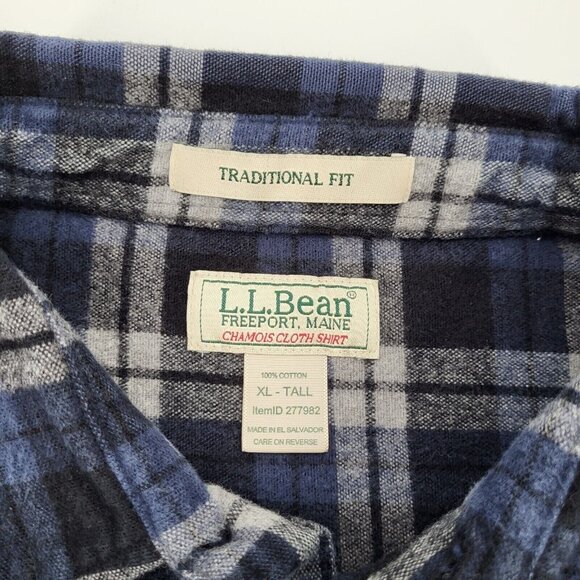 TRADITIONAL FIT
L.L.Bean®
FREEPORT, MAINE
CHAMOIS CLOTH SHIRT
100% COTTON
XL - TALL
ItemID 277982
MADE IN EL SALVADOR
CARE ON REVERSE